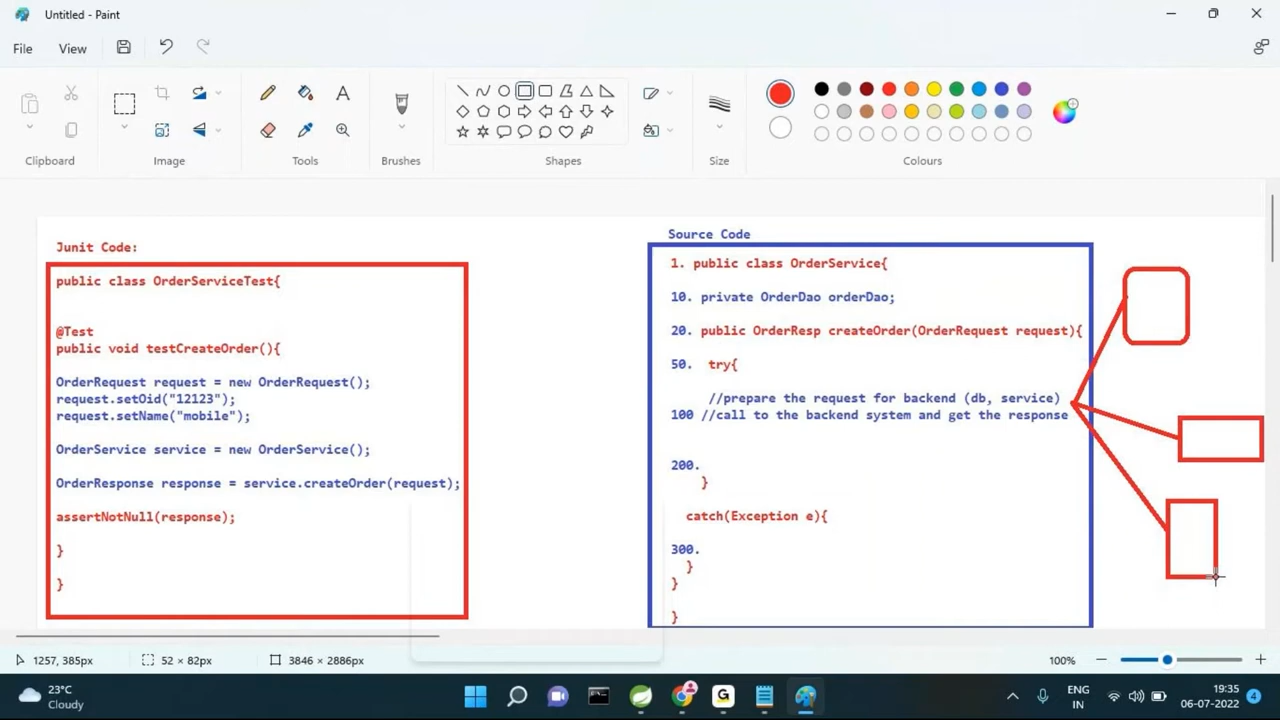 Untitled - Paint
File
View
Clipboard
Image
Tools
Brushes
Shapes
Size
Colours
Junit Code:
public class OrderServiceTest{
@Test
public void testCreateOrder(){
OrderRequest request = new OrderRequest();
request.setOid("12123");
request.setName("mobile");
OrderService service = new OrderService();
OrderResponse response = service.createOrder(request);
assertNotNull(response);
}
}
Source Code
1. public class OrderService{
10. private OrderDao orderDao;
20. public OrderResp createOrder(OrderRequest request){
50. try{
//prepare the request for backend (db, service)
100 //call to the backend system and get the response
200.
}
catch(Exception e){
300.
}
}
}
1257, 385px
52 × 82px
3846 × 2886px
100%
23°C
Cloudy
ENG
IN
19:35
06-07-2022
4